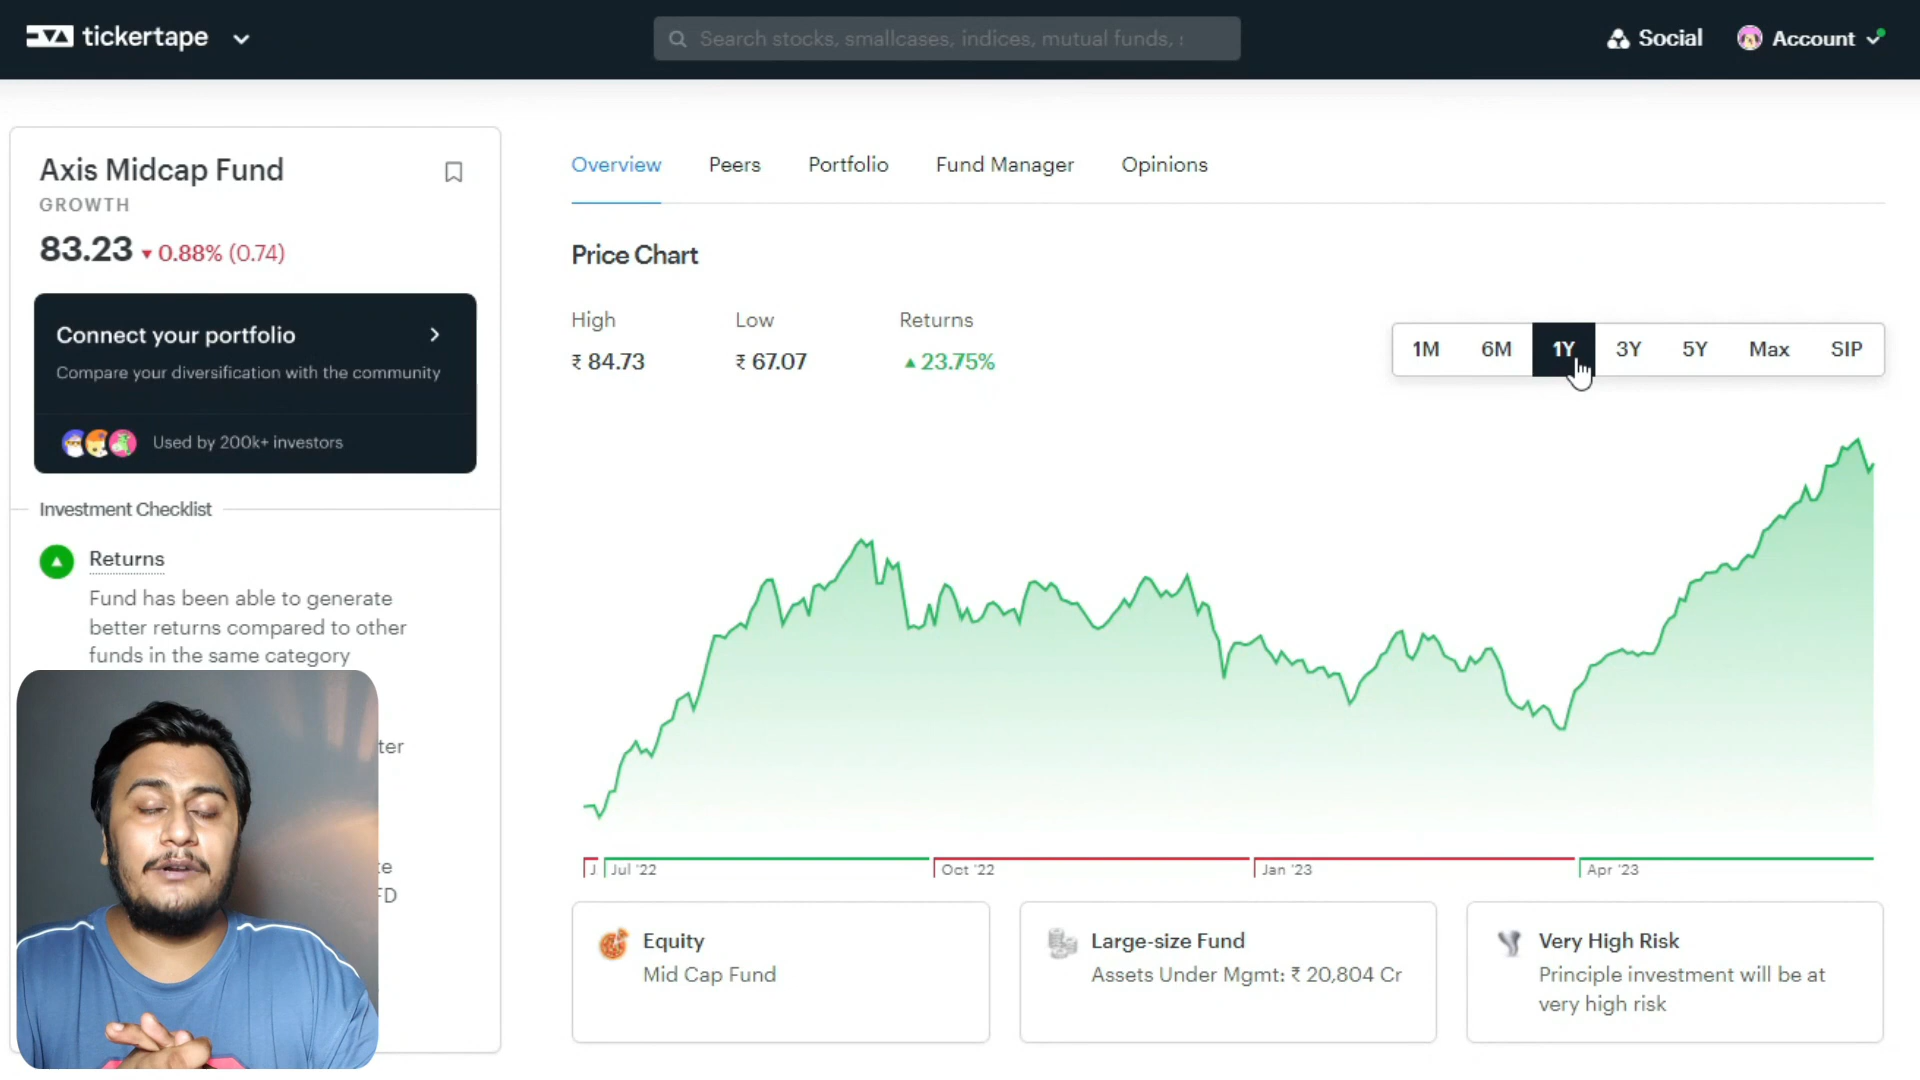 tickertape
Search stocks, smallcases, indices, mutual funds, :
Social
Account
Axis Midcap Fund
GROWTH
83.23 ▼ 0.88% (0.74)
Connect your portfolio
Compare your diversification with the community
Used by 200k+ investors
Investment Checklist
Returns
Fund has been able to generate
better returns compared to other
funds in the same category
ter
te
FD
Overview
Peers
Portfolio
Fund Manager
Opinions
Price Chart
High
Low
Returns
₹ 84.73
₹ 67.07
▲ 23.75%
1M
6M
1Y
3Y
5Y
Max
SIP
J
Jul '22
Oct '22
Jan '23
Apr '23
Equity
Mid Cap Fund
Large-size Fund
Assets Under Mgmt: ₹ 20,804 Cr
Very High Risk
Principle investment will be at
very high risk